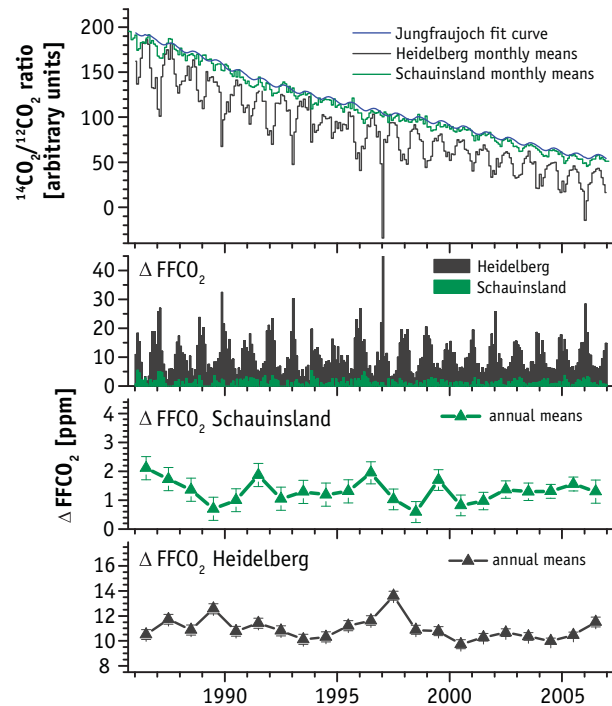 ¹⁴CO₂/¹²CO₂ ratio
[arbitrary units]
200
150
100
50
0
Jungfraujoch fit curve
Heidelberg monthly means
Schauinsland monthly means
Δ FFCO₂ [ppm]
40
30
20
10
0
Δ FFCO₂
Heidelberg
Schauinsland
4
3
2
1
0
Δ FFCO₂ Schauinsland
annual means
14
12
10
8
Δ FFCO₂ Heidelberg
annual means
1990
1995
2000
2005